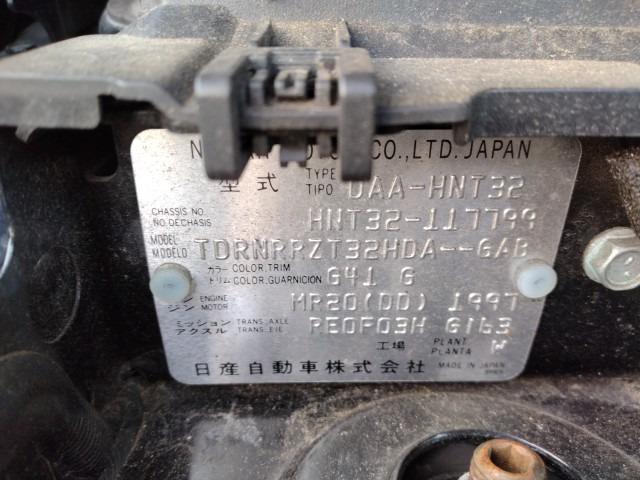 CO.,LTD.JAPAN
型式 TYPE TIPO DAA-HNT32
CHASSIS NO. NO.DECHASIS HNT32-117799
MODEL MODELO TDRNRRZT32HDA--GAB
カラー COLOR,TRIM
トリム COLOR,GUARNICION G41 G
エンジン ENGINE MOTOR MR20(DD) 1997
ミッション TRANS.,AXLE
アクスル TRANS.,EJE RE0F03H G163
工場 PLANT PLANTA W
日産自動車株式会社 MADE IN JAPAN